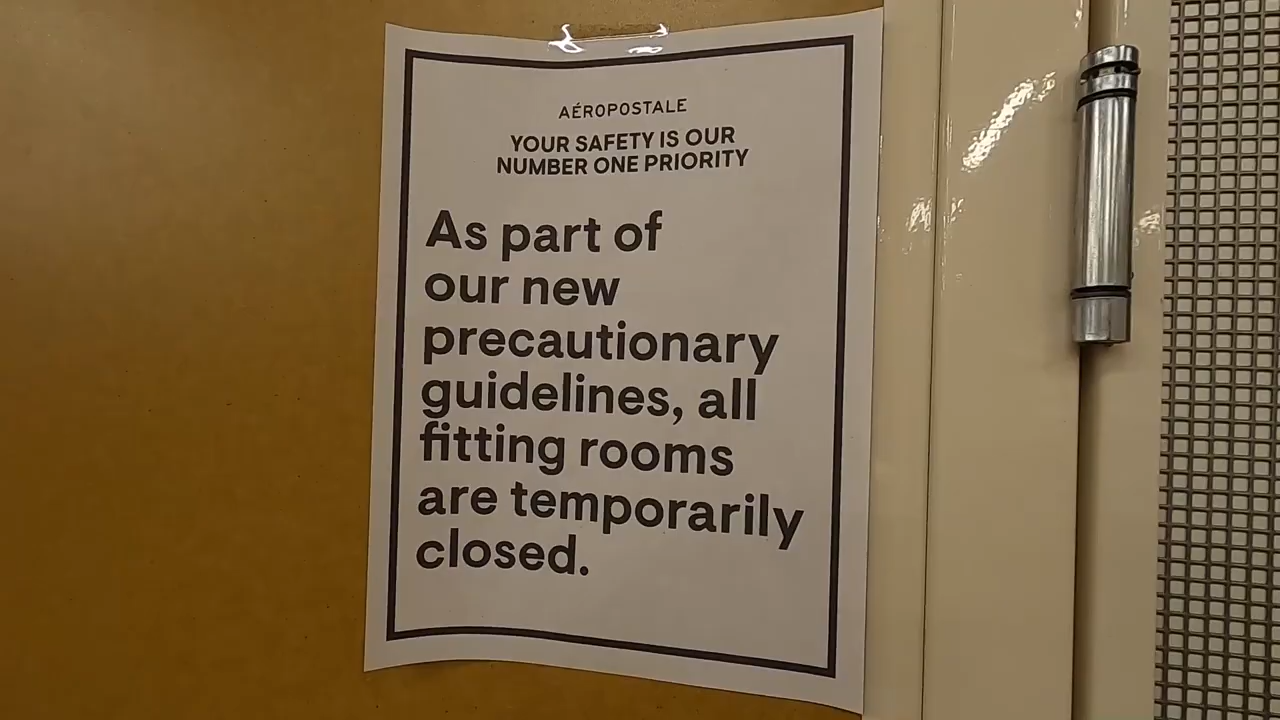 AÉROPOSTALE
YOUR SAFETY IS OUR
NUMBER ONE PRIORITY
As part of
our new
precautionary
guidelines, all
fitting rooms
are temporarily
closed.